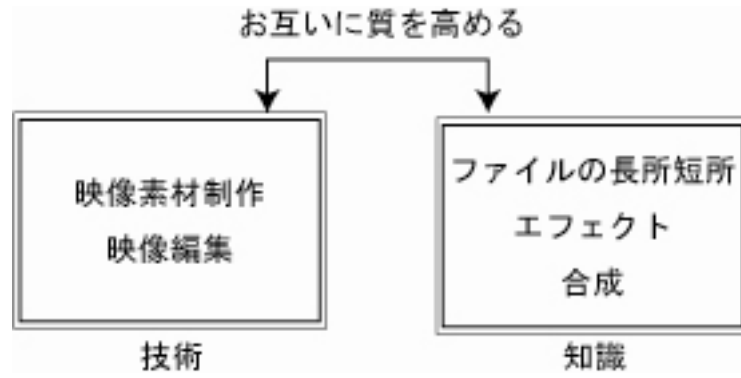 お互いに質を高める
映像素材制作
映像編集
技術
ファイルの長所短所
エフェクト
合成
知識